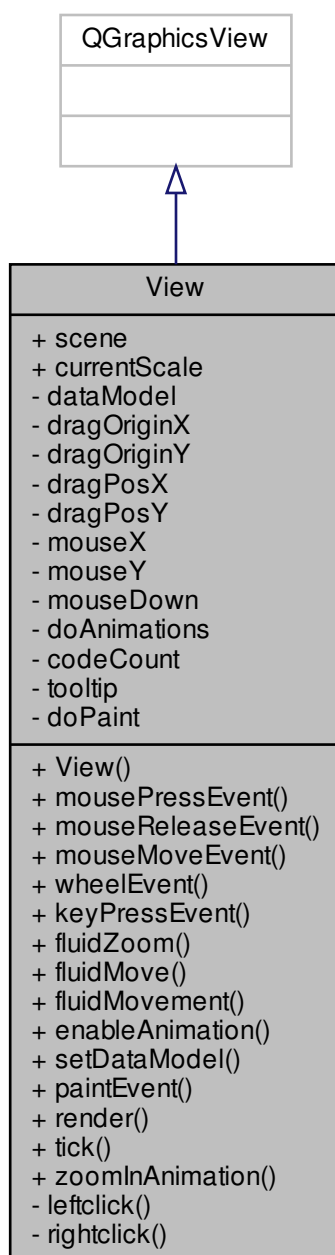 QGraphicsView
View
+ scene
+ currentScale
- dataModel
- dragOriginX
- dragOriginY
- dragPosX
- dragPosY
- mouseX
- mouseY
- mouseDown
- doAnimations
- codeCount
- tooltip
- doPaint
+ View()
+ mousePressEvent()
+ mouseReleaseEvent()
+ mouseMoveEvent()
+ wheelEvent()
+ keyPressEvent()
+ fluidZoom()
+ fluidMove()
+ fluidMovement()
+ enableAnimation()
+ setDataModel()
+ paintEvent()
+ render()
+ tick()
+ zoomInAnimation()
- leftclick()
- rightclick()